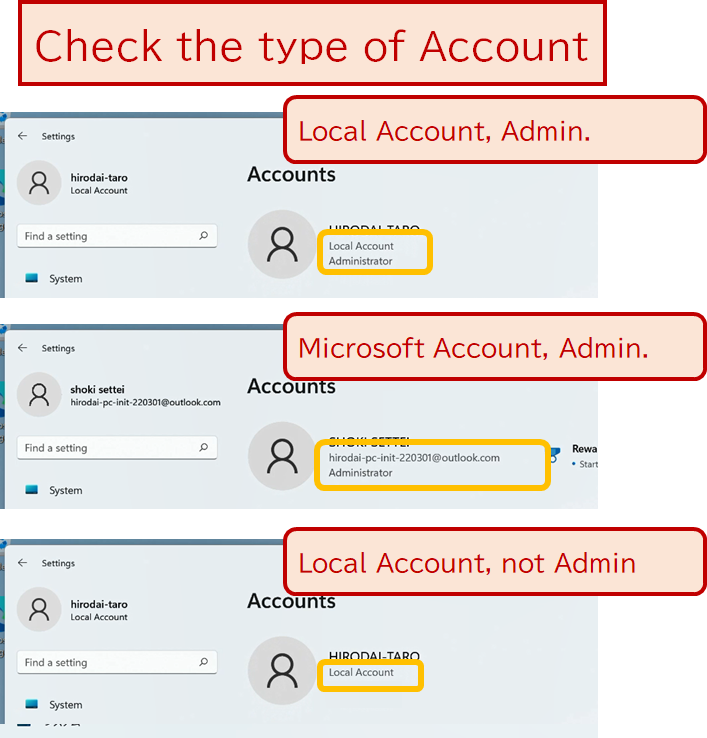 Check the type of Account
Local Account, Admin.
Settings
hirodai-taro
Local Account
Find a setting
System
Accounts
HIRODAI-TARO
Local Account
Administrator
Microsoft Account, Admin.
Settings
shoki settei
hirodai-pc-init-220301@outlook.com
Find a setting
System
Accounts
SHOKI SETTEI
hirodai-pc-init-220301@outlook.com
Administrator
Rewa
• Start
Local Account, not Admin
Settings
hirodai-taro
Local Account
Find a setting
System
Accounts
HIRODAI-TARO
Local Account